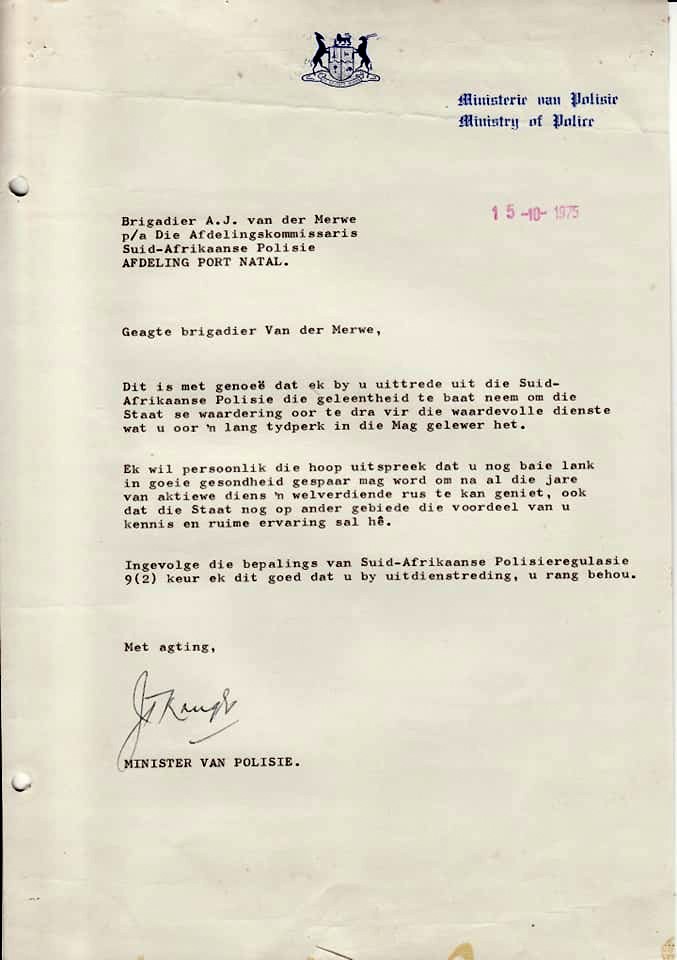 Ministerie van Polisie
Ministry of Police
15 -10- 1975
Brigadier A.J. van der Merwe
p/a Die Afdelingskommissaris
Suid-Afrikaanse Polisie
AFDELING PORT NATAL.
Geagte brigadier Van der Merwe,
Dit is met genoeë dat ek by u uittrede uit die Suid-
Afrikaanse Polisie die geleentheid te baat neem om die
Staat se waardering oor te dra vir die waardevolle dienste
wat u oor 'n lang tydperk in die Mag gelewer het.
Ek wil persoonlik die hoop uitspreek dat u nog baie lank
in goeie gesondheid gespaar mag word om na al die jare
van aktiewe diens 'n welverdiende rus te kan geniet, ook
dat die Staat nog op ander gebiede die voordeel van u
kennis en ruime ervaring sal hê.
Ingevolge die bepalings van Suid-Afrikaanse Polisieregulasie
9(2) keur ek dit goed dat u by uitdienstreding, u rang behou.
Met agting,
MINISTER VAN POLISIE.